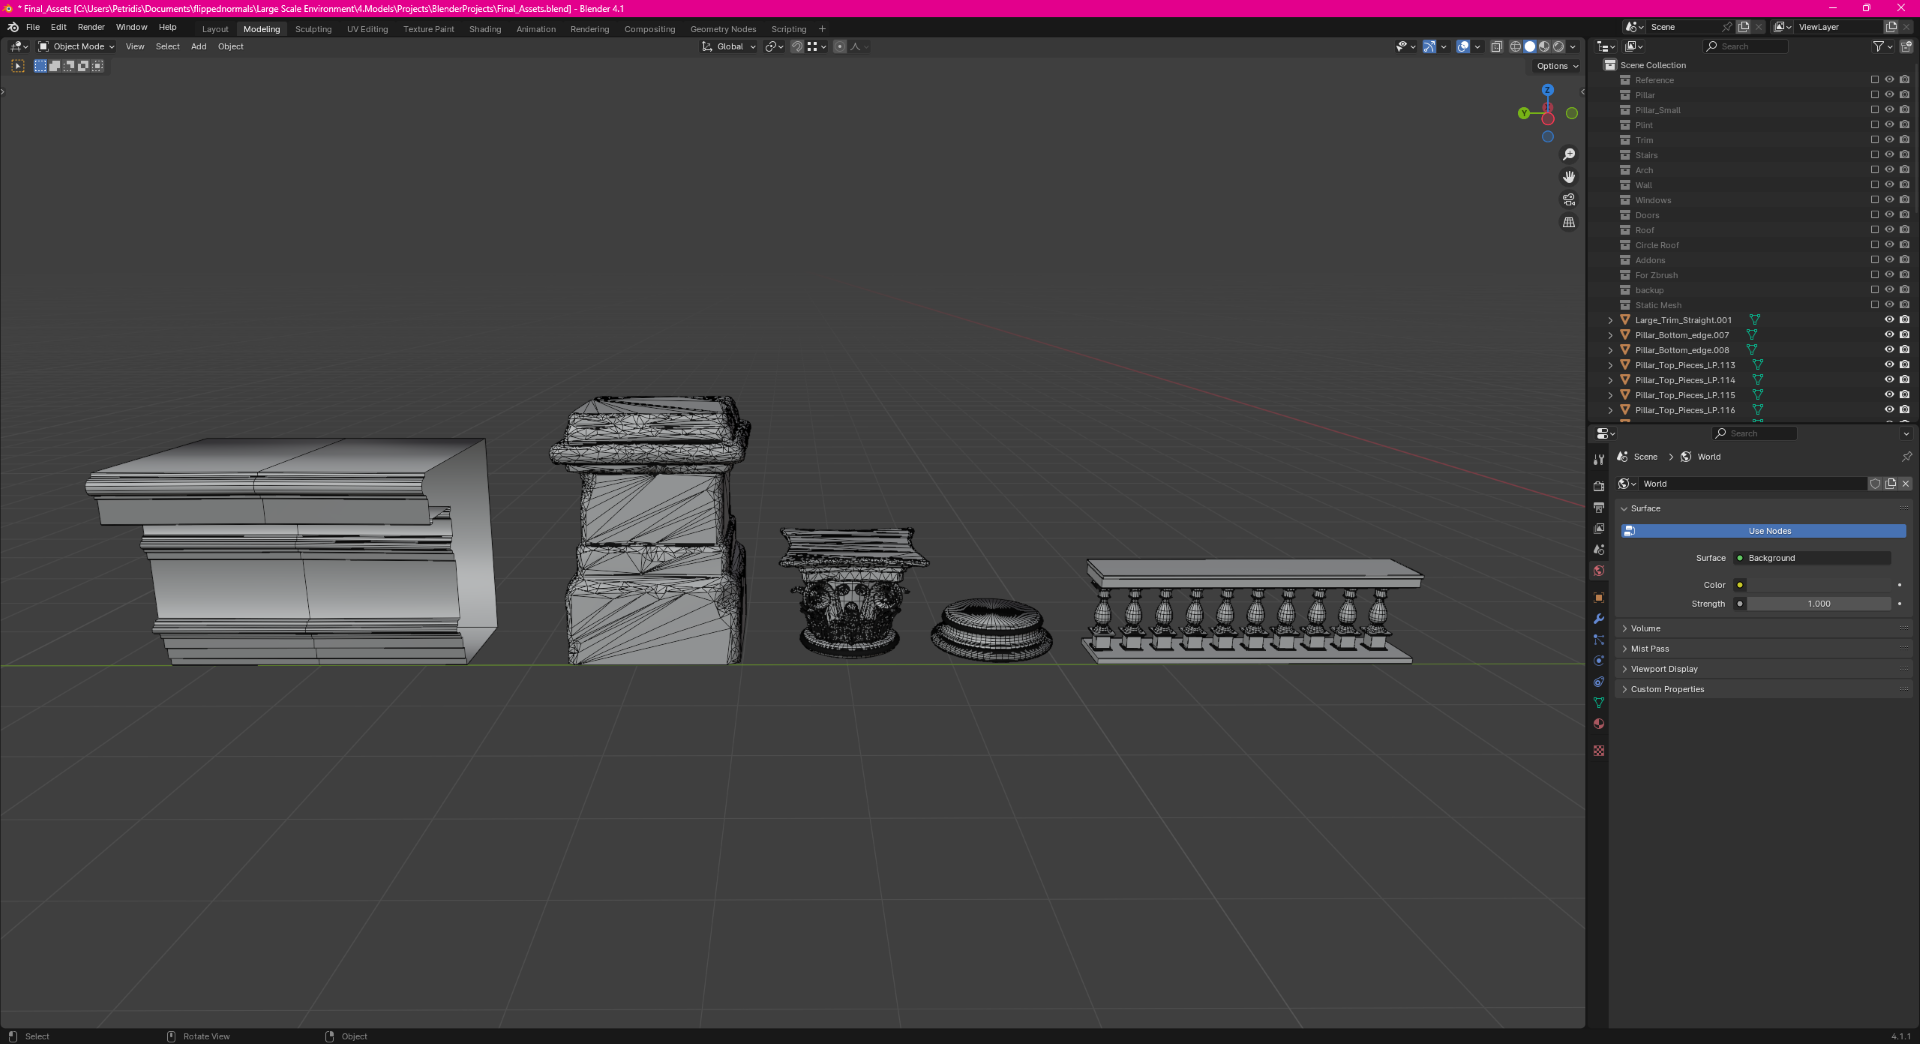 * Final_Assets [C:\Users\Petridis\Documents\flippednormals\Large Scale Environment\4.Models\Projects\BlenderProjects\Final_Assets.blend] - Blender 4.1
File Edit Render Window Help Layout Modeling Sculpting UV Editing Texture Paint Shading Animation Rendering Compositing Geometry Nodes Scripting + Scene ViewLayer
Object Mode View Select Add Object Global Search
Options
Z
Y
Scene Collection
Reference
Pillar
Pillar_Small
Plint
Trim
Stairs
Arch
Wall
Windows
Doors
Roof
Circle Roof
Addons
For Zbrush
backup
Static Mesh
Large_Trim_Straight.001
Pillar_Bottom_edge.007
Pillar_Bottom_edge.008
Pillar_Top_Pieces_LP.113
Pillar_Top_Pieces_LP.114
Pillar_Top_Pieces_LP.115
Pillar_Top_Pieces_LP.116
Search
Scene > World
World
Surface
Use Nodes
Surface Background
Color
Strength 1.000
Volume
Mist Pass
Viewport Display
Custom Properties
Select Rotate View Object 4.1.1